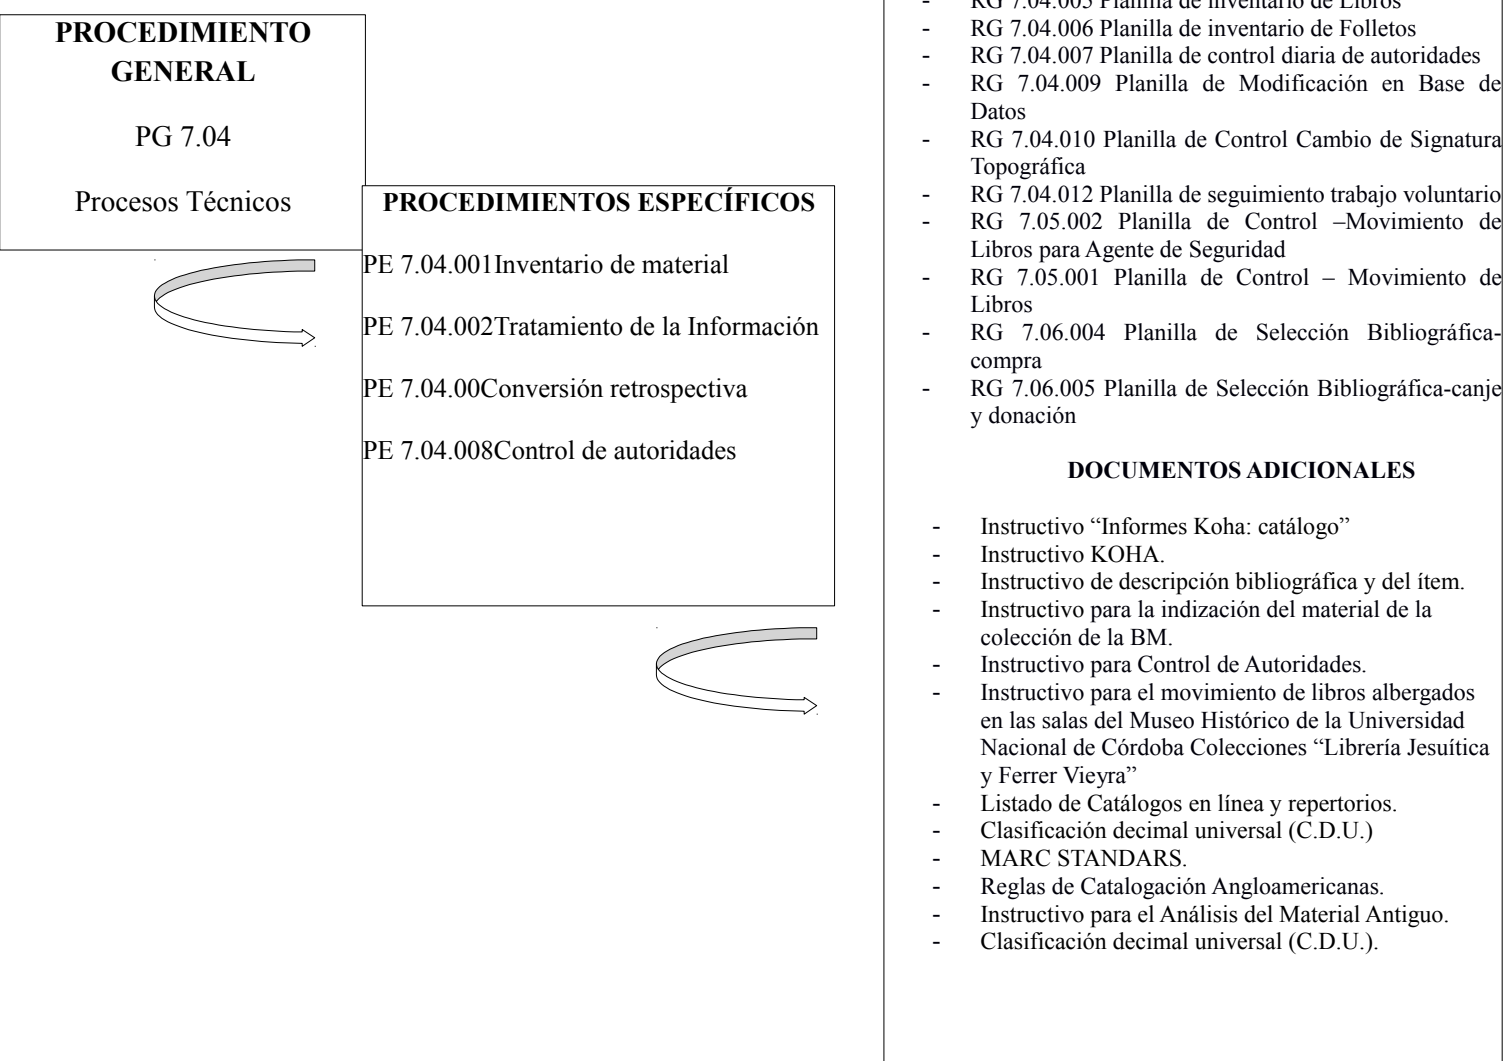 PROCEDIMIENTO
GENERAL
PG 7.04
Procesos Técnicos
PROCEDIMIENTOS ESPECÍFICOS
PE 7.04.001Inventario de material
PE 7.04.002Tratamiento de la Información
PE 7.04.00Conversión retrospectiva
PE 7.04.008Control de autoridades
- RG 7.04.005 Planilla de inventario de Libros
- RG 7.04.006 Planilla de inventario de Folletos
- RG 7.04.007 Planilla de control diaria de autoridades
- RG 7.04.009 Planilla de Modificación en Base de
Datos
- RG 7.04.010 Planilla de Control Cambio de Signatura
Topográfica
- RG 7.04.012 Planilla de seguimiento trabajo voluntario
- RG 7.05.002 Planilla de Control –Movimiento de
Libros para Agente de Seguridad
- RG 7.05.001 Planilla de Control – Movimiento de
Libros
- RG 7.06.004 Planilla de Selección Bibliográfica-
compra
- RG 7.06.005 Planilla de Selección Bibliográfica-canje
y donación
DOCUMENTOS ADICIONALES
- Instructivo “Informes Koha: catálogo”
- Instructivo KOHA.
- Instructivo de descripción bibliográfica y del ítem.
- Instructivo para la indización del material de la
colección de la BM.
- Instructivo para Control de Autoridades.
- Instructivo para el movimiento de libros albergados
en las salas del Museo Histórico de la Universidad
Nacional de Córdoba Colecciones “Librería Jesuítica
y Ferrer Vieyra”
- Listado de Catálogos en línea y repertorios.
- Clasificación decimal universal (C.D.U.)
- MARC STANDARS.
- Reglas de Catalogación Angloamericanas.
- Instructivo para el Análisis del Material Antiguo.
- Clasificación decimal universal (C.D.U.).